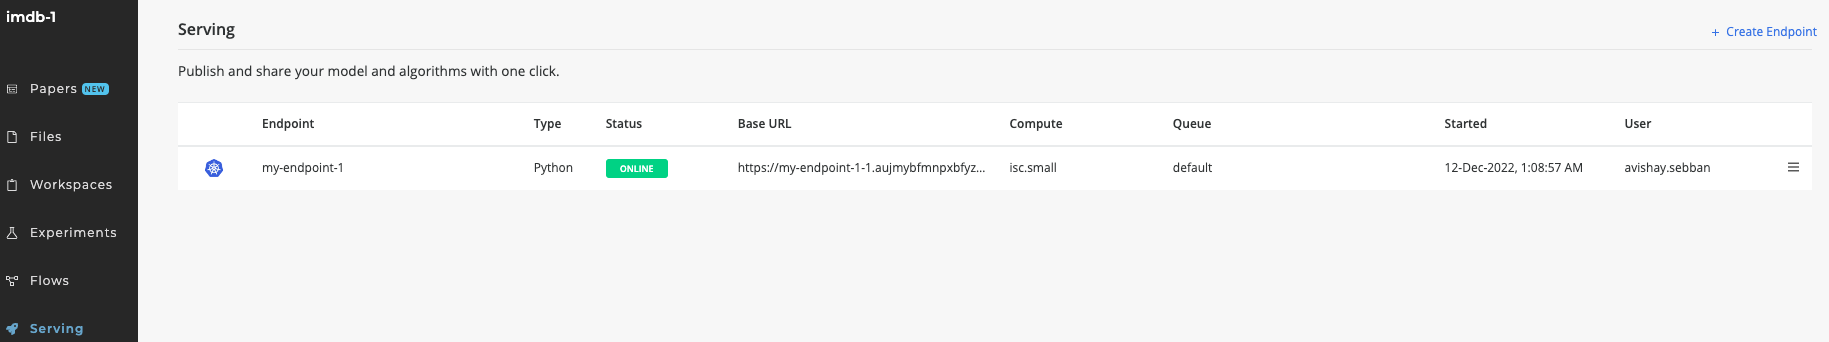 imdb-1
Papers NEW
Files
Workspaces
Experiments
Flows
Serving
Serving
+ Create Endpoint
Publish and share your model and algorithms with one click.
Endpoint Type Status Base URL Compute Queue Started User
my-endpoint-1 Python ONLINE https://my-endpoint-1-1.aujmybfmnpxbfyz... isc.small default 12-Dec-2022, 1:08:57 AM avishay.sebban